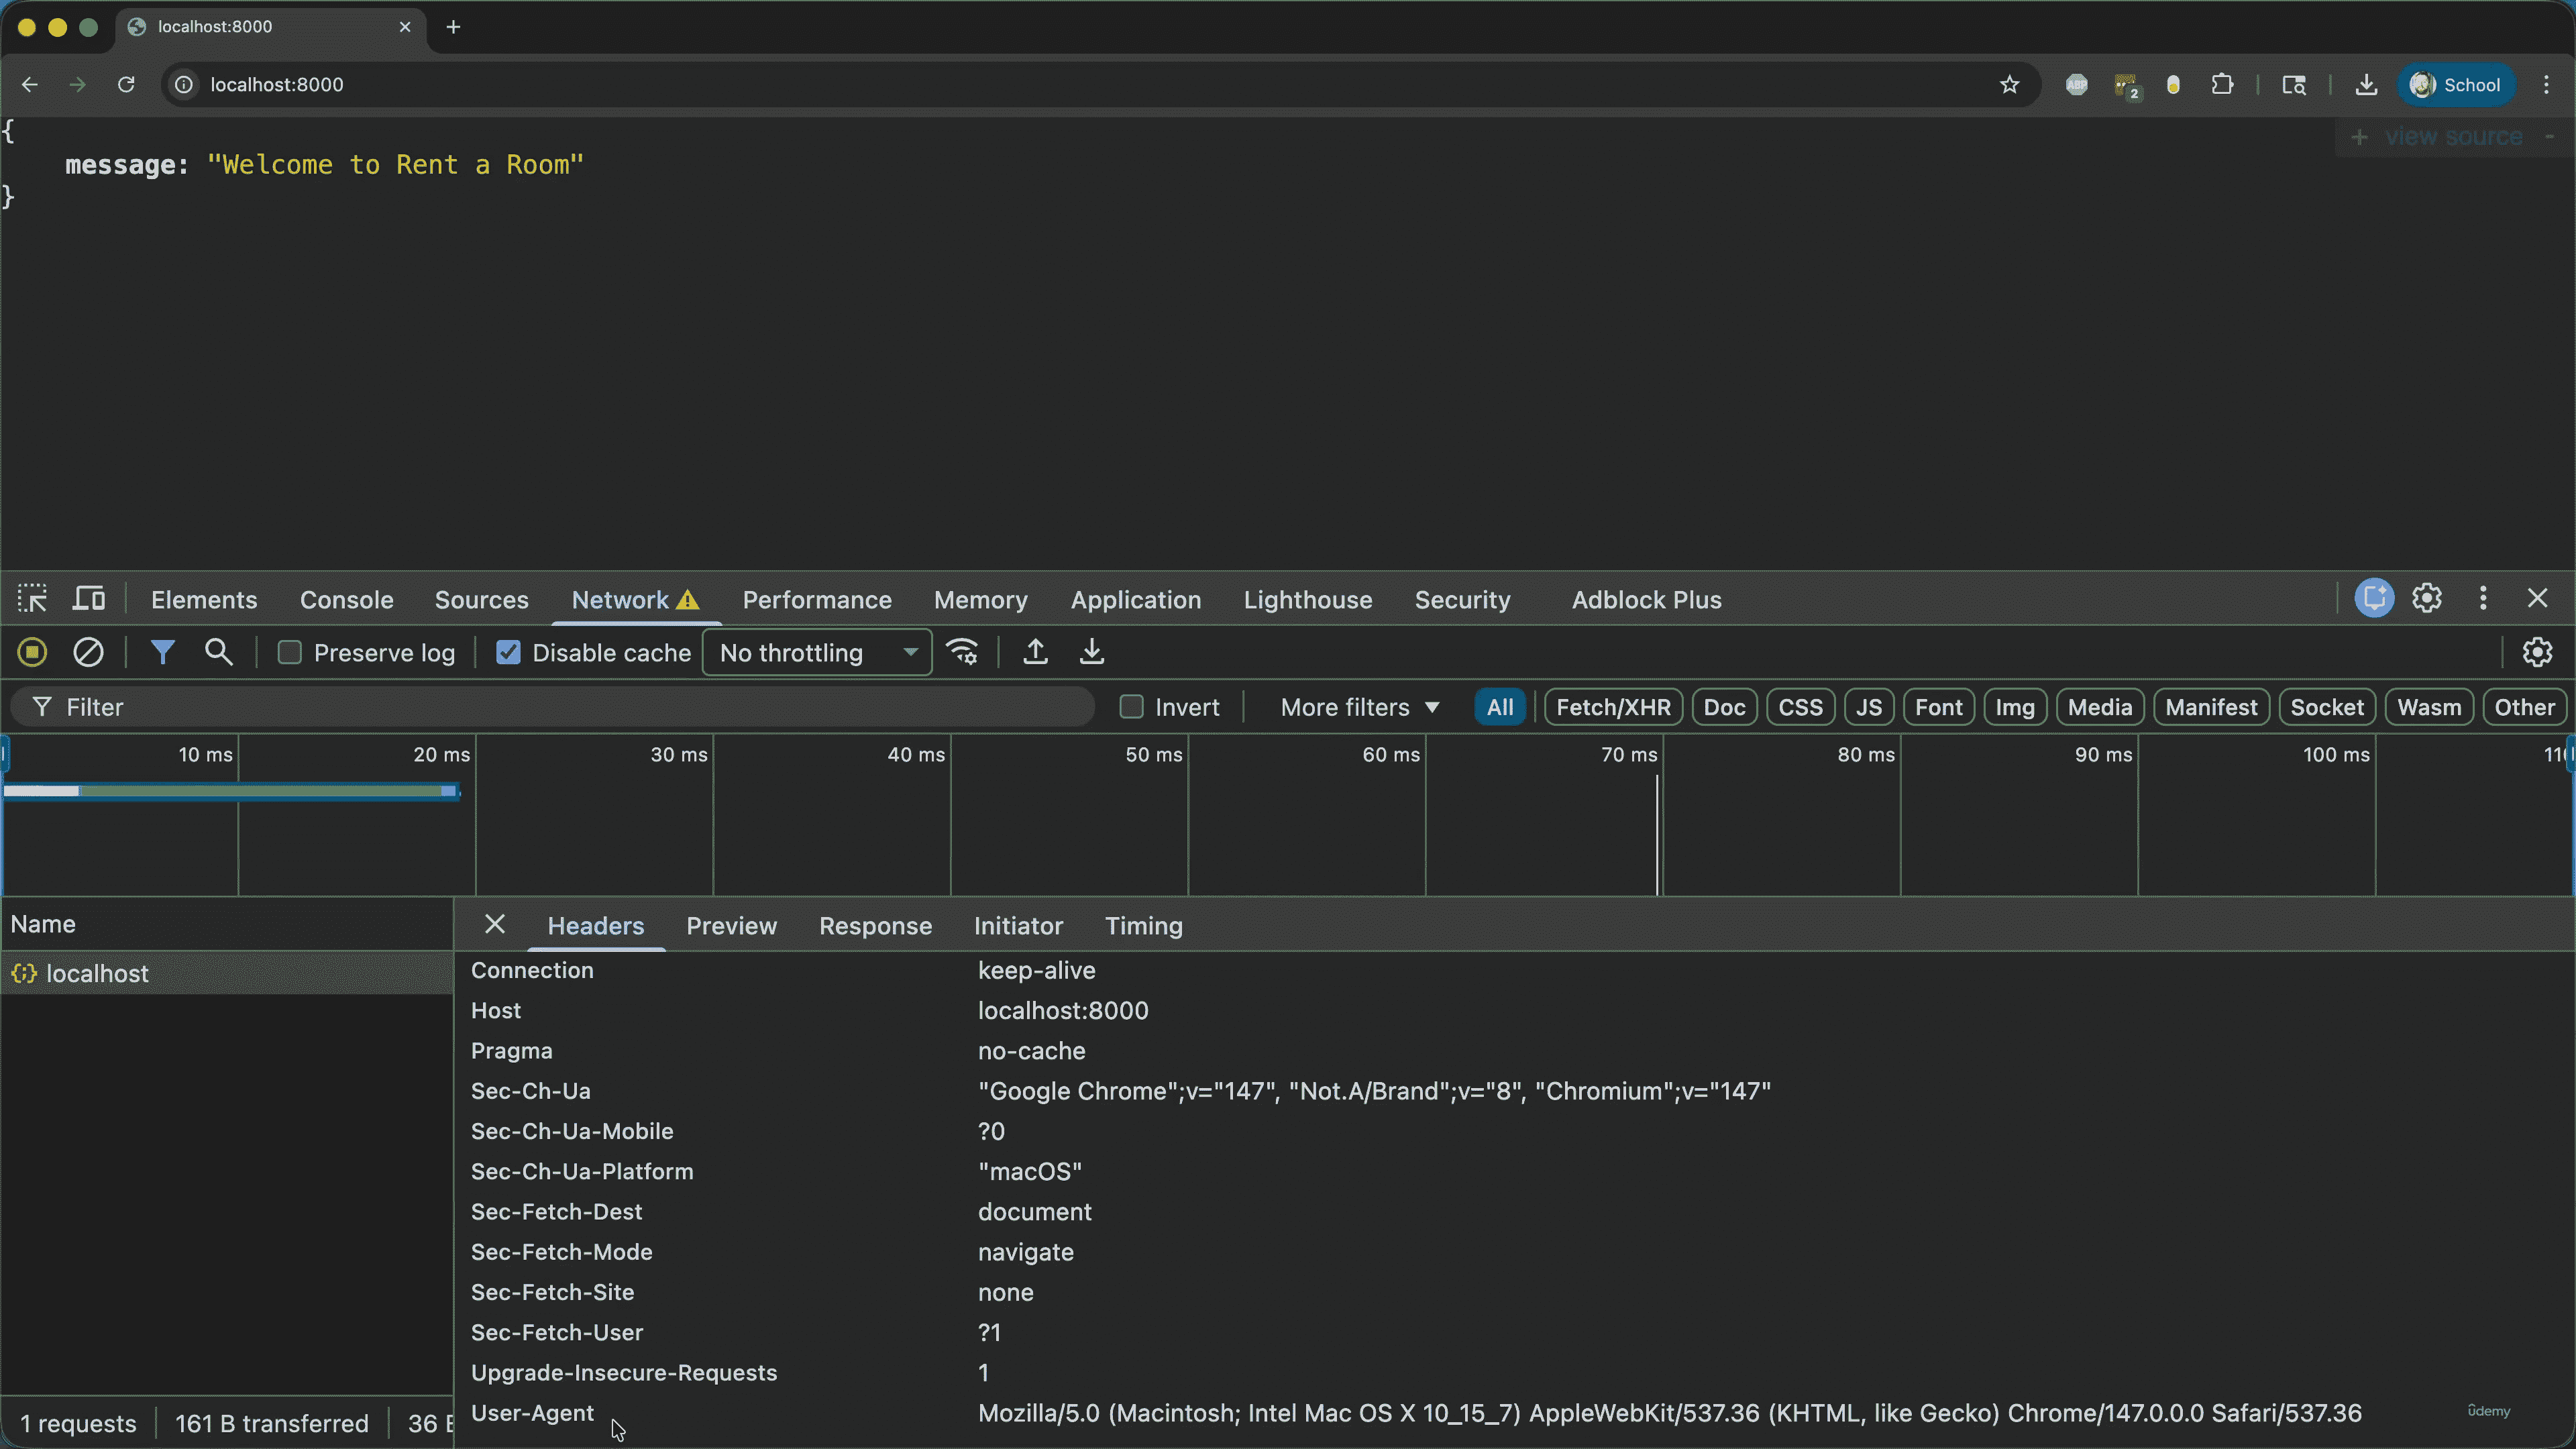 localhost:8000
localhost:8000
ABP
2
School
{
+ view source -
message: "Welcome to Rent a Room"
}
Elements Console Sources Network Performance Memory Application Lighthouse Security Adblock Plus
Preserve log Disable cache No throttling
Filter Invert More filters All Fetch/XHR Doc CSS JS Font Img Media Manifest Socket Wasm Other
10 ms 20 ms 30 ms 40 ms 50 ms 60 ms 70 ms 80 ms 90 ms 100 ms
Name Headers Preview Response Initiator Timing
localhost
Connection keep-alive
Host localhost:8000
Pragma no-cache
Sec-Ch-Ua "Google Chrome";v="147", "Not.A/Brand";v="8", "Chromium";v="147"
Sec-Ch-Ua-Mobile ?0
Sec-Ch-Ua-Platform "macOS"
Sec-Fetch-Dest document
Sec-Fetch-Mode navigate
Sec-Fetch-Site none
Sec-Fetch-User ?1
Upgrade-Insecure-Requests 1
User-Agent Mozilla/5.0 (Macintosh; Intel Mac OS X 10_15_7) AppleWebKit/537.36 (KHTML, like Gecko) Chrome/147.0.0.0 Safari/537.36
1 requests 161 B transferred 36
ûdemy